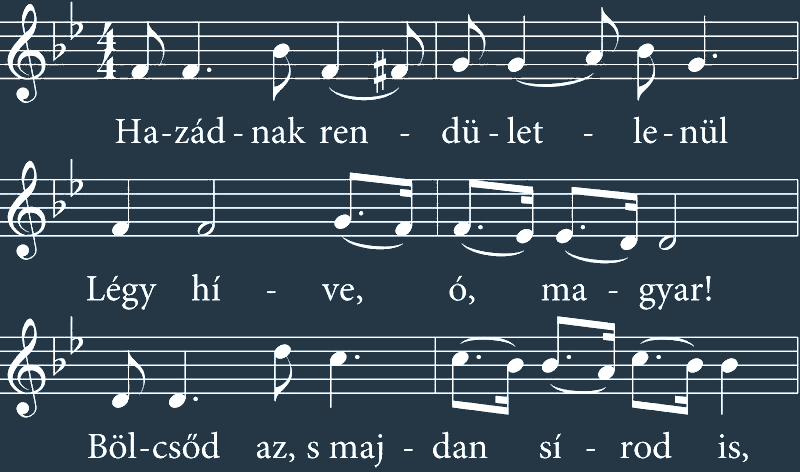 Ha-zád - nak ren - dü - let - le - nül
Légy hí - ve, ó, ma - gyar!
Böl-csőd az, s maj - dan sí - rod is,